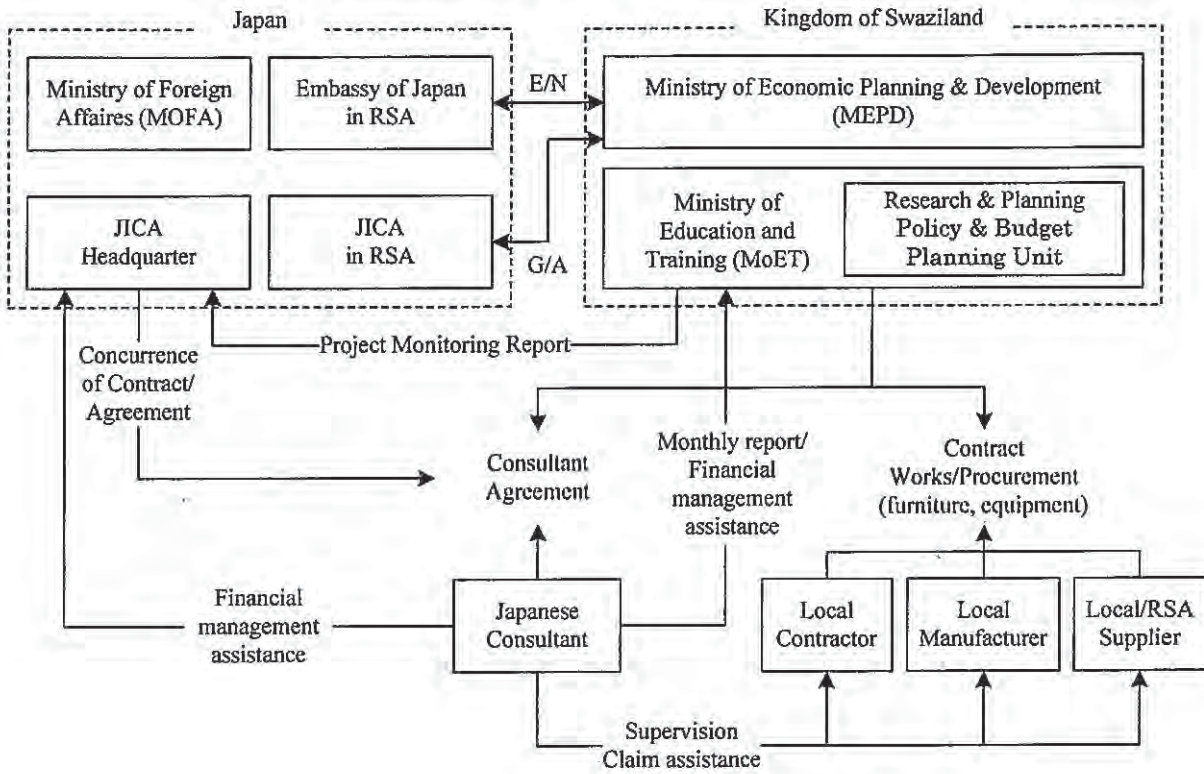 Japan
Kingdom of Swaziland
Ministry of Foreign
Affaires (MOFA)
Embassy of Japan
in RSA
E/N
Ministry of Economic Planning & Development
(MEPD)
JICA
Headquarter
JICA
in RSA
G/A
Ministry of
Education and
Training (MoET)
Research & Planning
Policy & Budget
Planning Unit
Project Monitoring Report
Concurrence
of Contract/
Agreement
Consultant
Agreement
Monthly report/
Financial
management
assistance
Contract
Works/Procurement
(furniture, equipment)
Financial
management
assistance
Japanese
Consultant
Local
Contractor
Local
Manufacturer
Local/RSA
Supplier
Supervision
Claim assistance